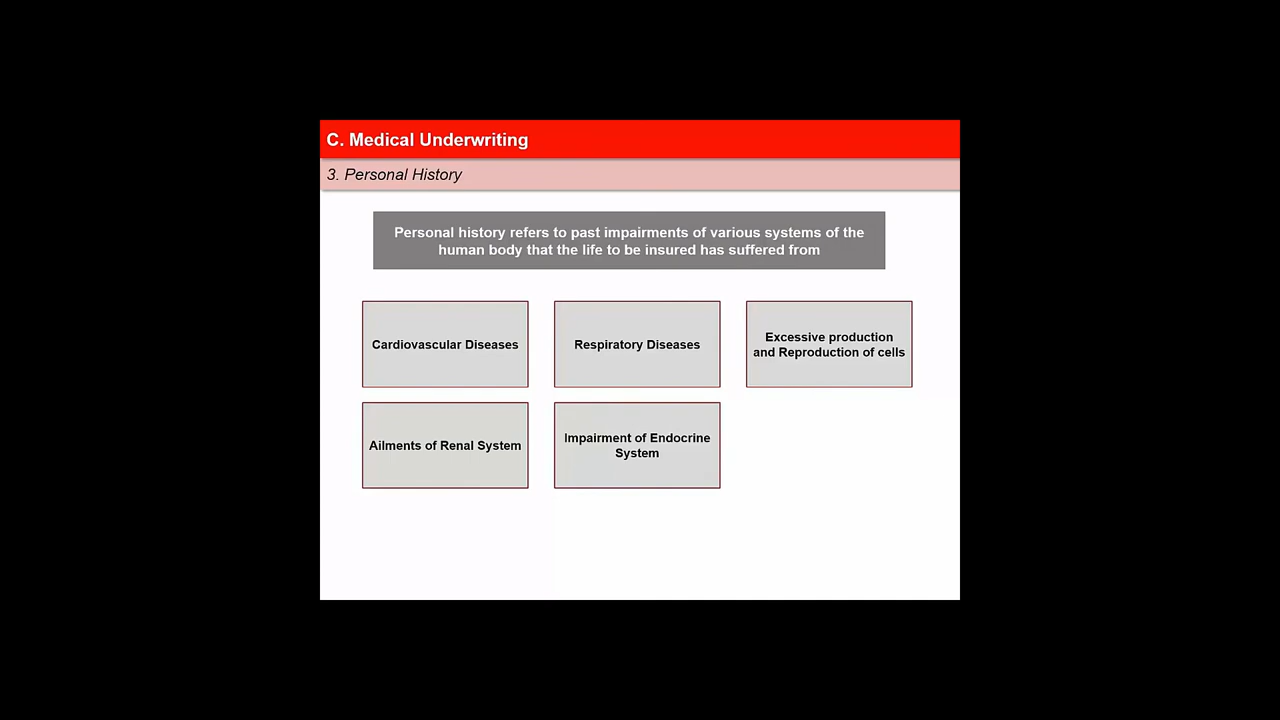 C. Medical Underwriting
3. Personal History
Personal history refers to past impairments of various systems of the
human body that the life to be insured has suffered from
Cardiovascular Diseases
Respiratory Diseases
Excessive production
and Reproduction of cells
Ailments of Renal System
Impairment of Endocrine
System